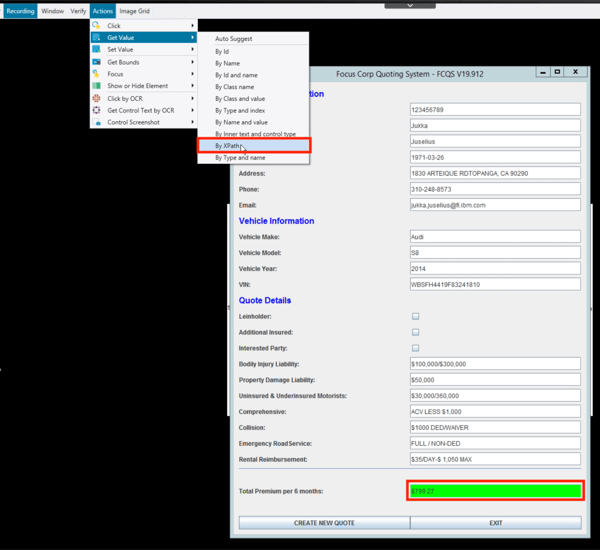 Recording Window Verify Actions Image Grid
Click
Get Value
Set Value
Get Bounds
Focus
Show or Hide Element
Click by OCR
Get Control Text by OCR
Control Screenshot
Auto Suggest
By Id
By Name
By Id and name
By Class name
By Class and value
By Type and index
By Name and value
By Inner text and control type
By XPath
By Type and name
Focus Corp Quoting System - FCQS V19.912
123456789
Jukka
Juselius
1971-03-26
Address: 1830 ARTEIQUE RDTOPANGA, CA 90290
Phone: 310-248-8573
Email: jukka.juselius@fi.ibm.com
Vehicle Information
Vehicle Make: Audi
Vehicle Model: S8
Vehicle Year: 2014
VIN: WBSFH4419F83241810
Quote Details
Leinholder:
Additional Insured:
Interested Party:
Bodily Injury Liability: $100,000/$300,000
Property Damage Liability: $50,000
Uninsured & Underinsured Motorists: $30,000/360,000
Comprehensive: ACV LESS $1,000
Collision: $1000 DED/WAIVER
Emergency RoadService: FULL / NON-DED
Rental Reimbursement: $35/DAY-$ 1,050 MAX
Total Premium per 6 months: $799.27
CREATE NEW QUOTE EXIT